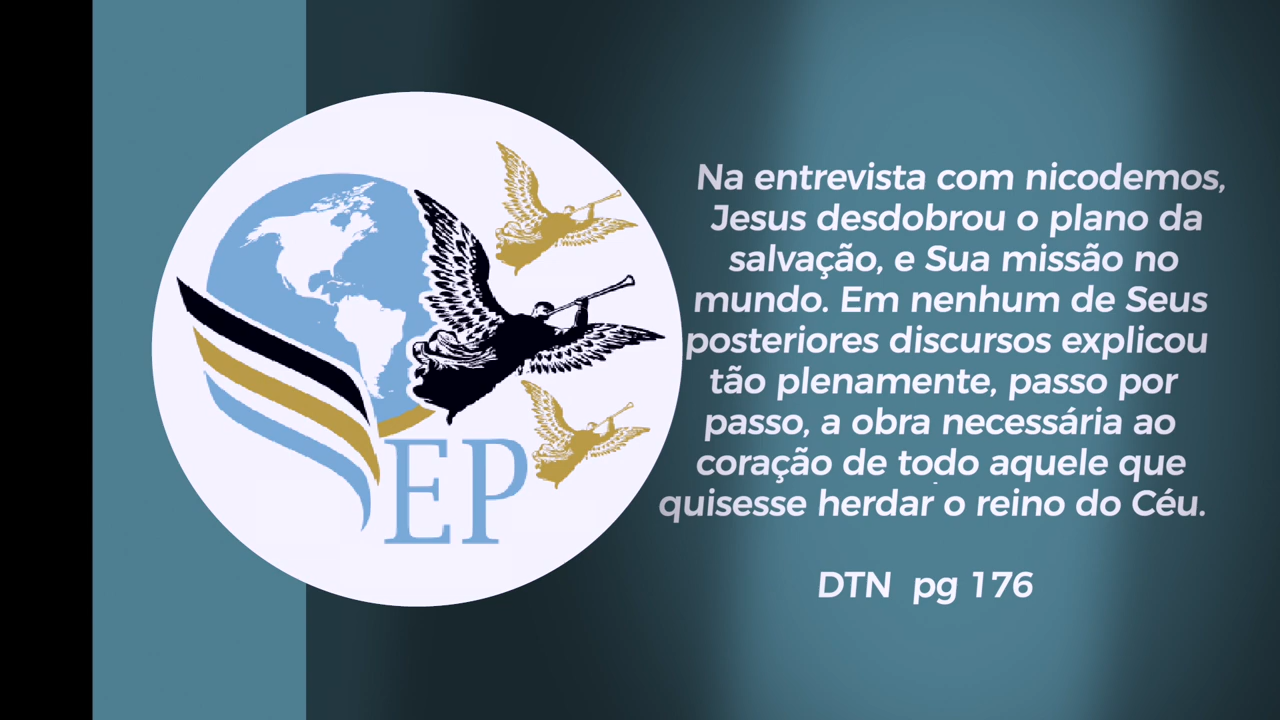 Na entrevista com nicodemos,
Jesus desdobrou o plano da
salvação, e Sua missão no
mundo. Em nenhum de Seus
posteriores discursos explicou
tão plenamente, passo por
passo, a obra necessária ao
coração de todo aquele que
quisesse herdar o reino do Céu.
DTN pg 176
EP